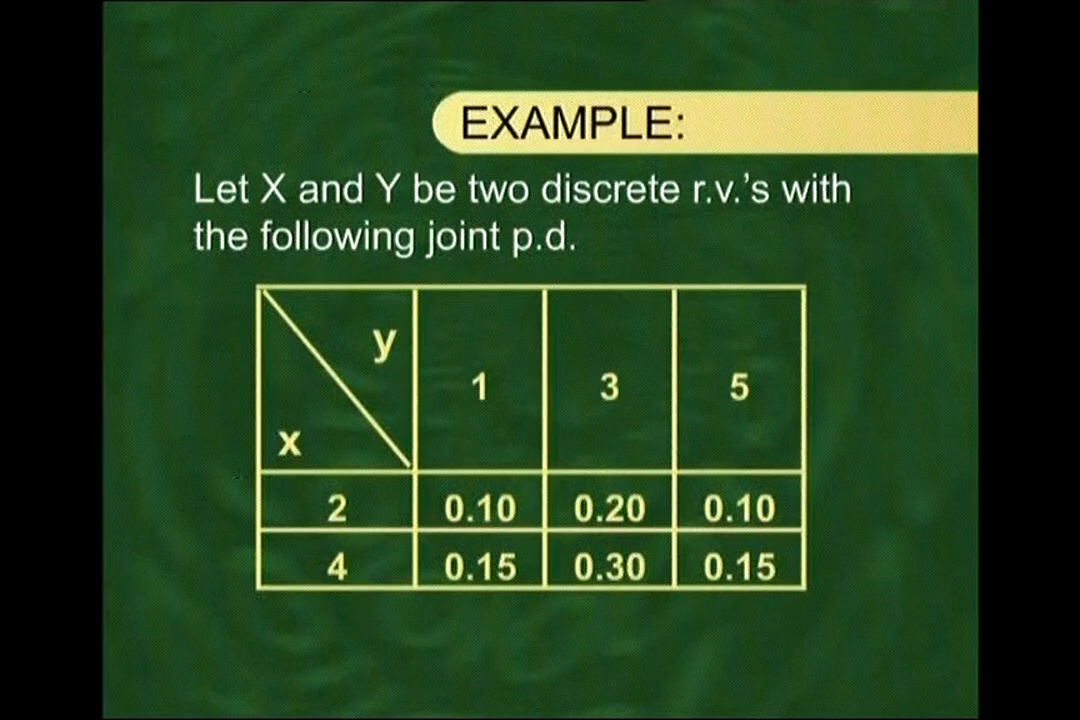 EXAMPLE:
Let X and Y be two discrete r.v.'s with
the following joint p.d.
y
x
1 3 5
2 0.10 0.20 0.10
4 0.15 0.30 0.15